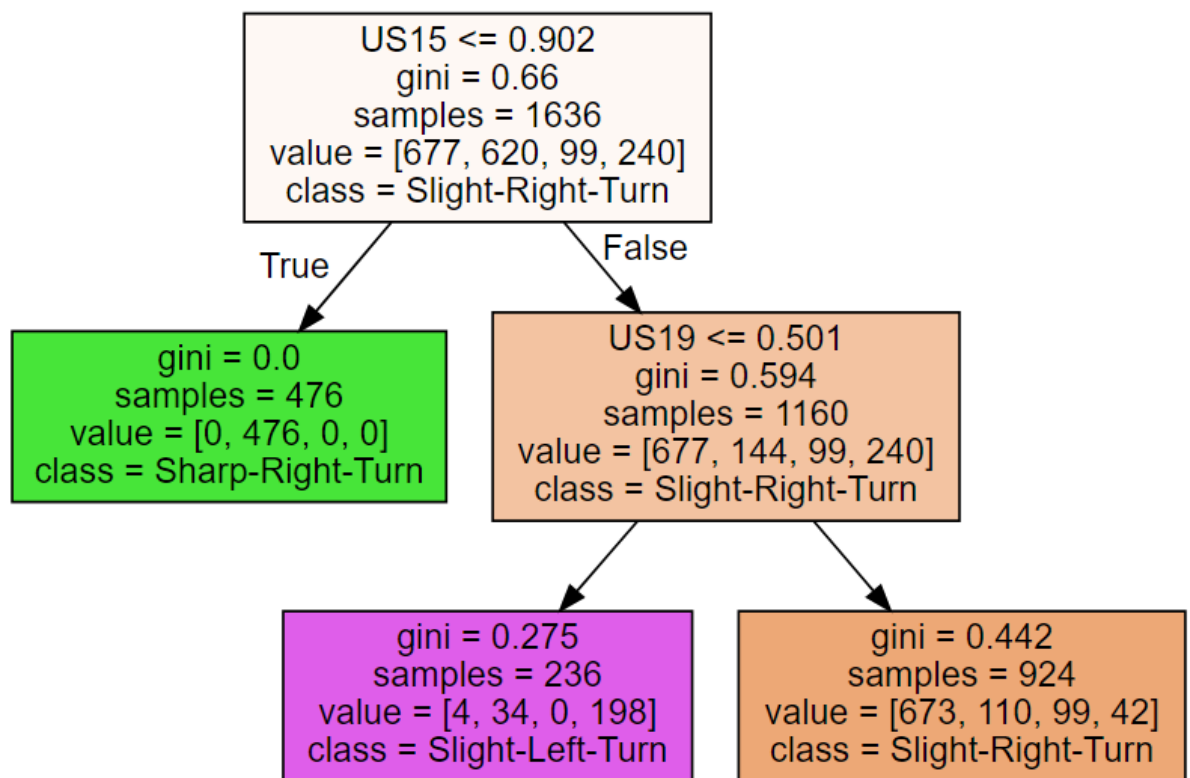 US15 <= 0.902
gini = 0.66
samples = 1636
value = [677, 620, 99, 240]
class = Slight-Right-Turn
True
False
gini = 0.0
samples = 476
value = [0, 476, 0, 0]
class = Sharp-Right-Turn
US19 <= 0.501
gini = 0.594
samples = 1160
value = [677, 144, 99, 240]
class = Slight-Right-Turn
gini = 0.275
samples = 236
value = [4, 34, 0, 198]
class = Slight-Left-Turn
gini = 0.442
samples = 924
value = [673, 110, 99, 42]
class = Slight-Right-Turn